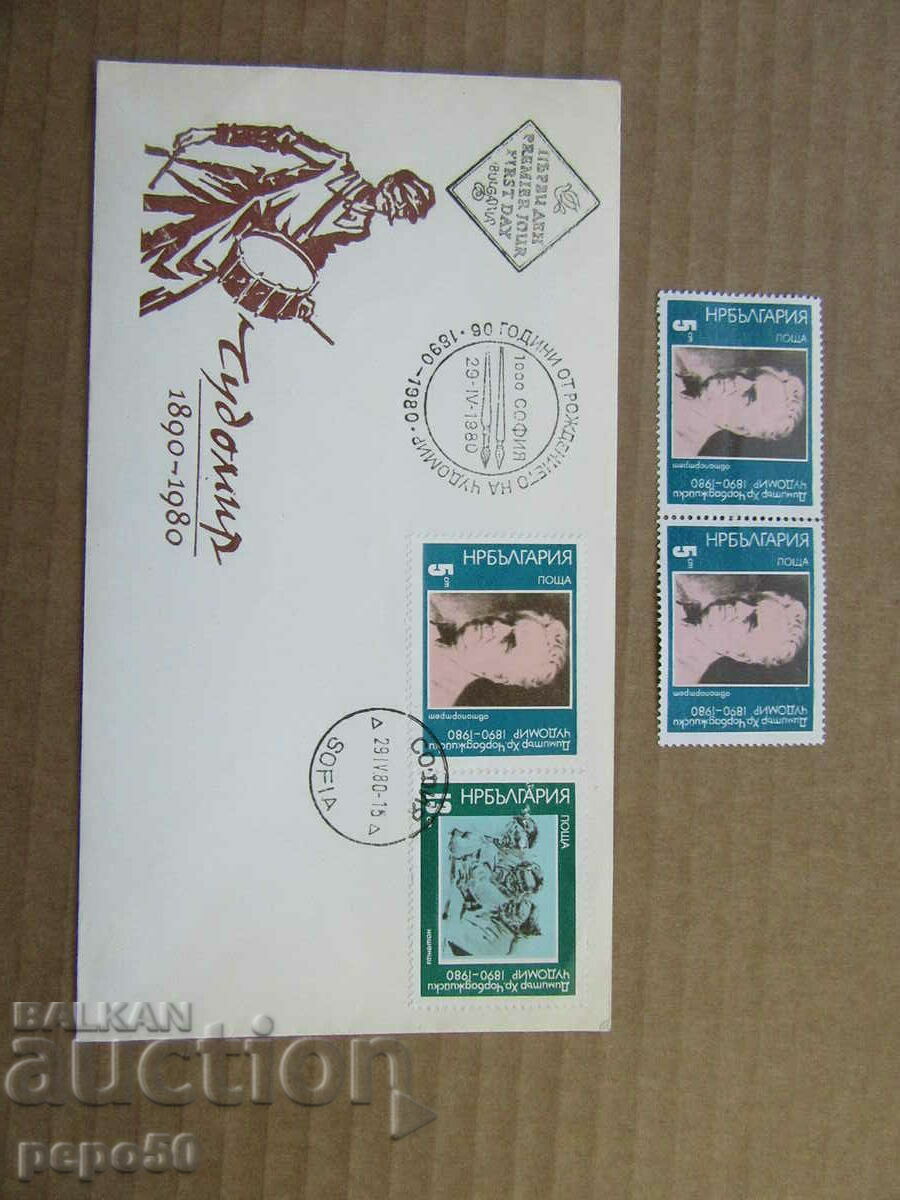 ПЪРВИ ДЕН
PREMIER JOUR
FIRST DAY
BULGARIA
Чудомир
1890-1980
90 ГОДИНИ ОТ РОЖДЕНИЕТО НА ЧУДОМИР · 1890-1980 ·
1000 СОФИЯ
29·IV·1980
НРБЪЛГАРИЯ
ПОЩА
5 ст
автопортрет
Димитър Хр. Чорбаджийски
ЧУДОМИР 1890-1980
СОФИЯ
29.IV.80-15
SOFIA
НРБЪЛГАРИЯ
ПОЩА
13
Димитър Хр. Чорбаджийски
ЧУДОМИР 1890-1980
НРБЪЛГАРИЯ
ПОЩА
5 ст
автопортрет
Димитър Хр. Чорбаджийски
ЧУДОМИР 1890-1980
НРБЪЛГАРИЯ
ПОЩА
5 ст
автопортрет
Димитър Хр. Чорбаджийски
ЧУДОМИР 1890-1980
BALKAN
auction
pepo50